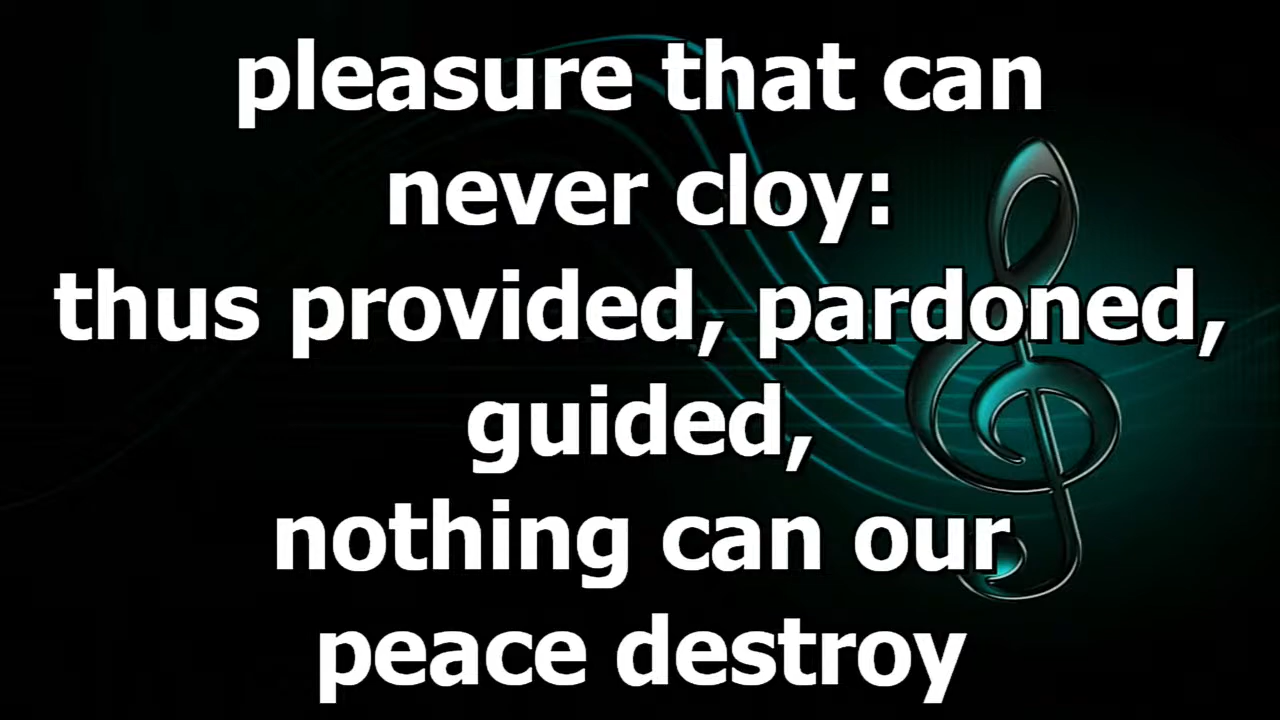 pleasure that can
never cloy:
thus provided, pardoned,
guided,
nothing can our
peace destroy